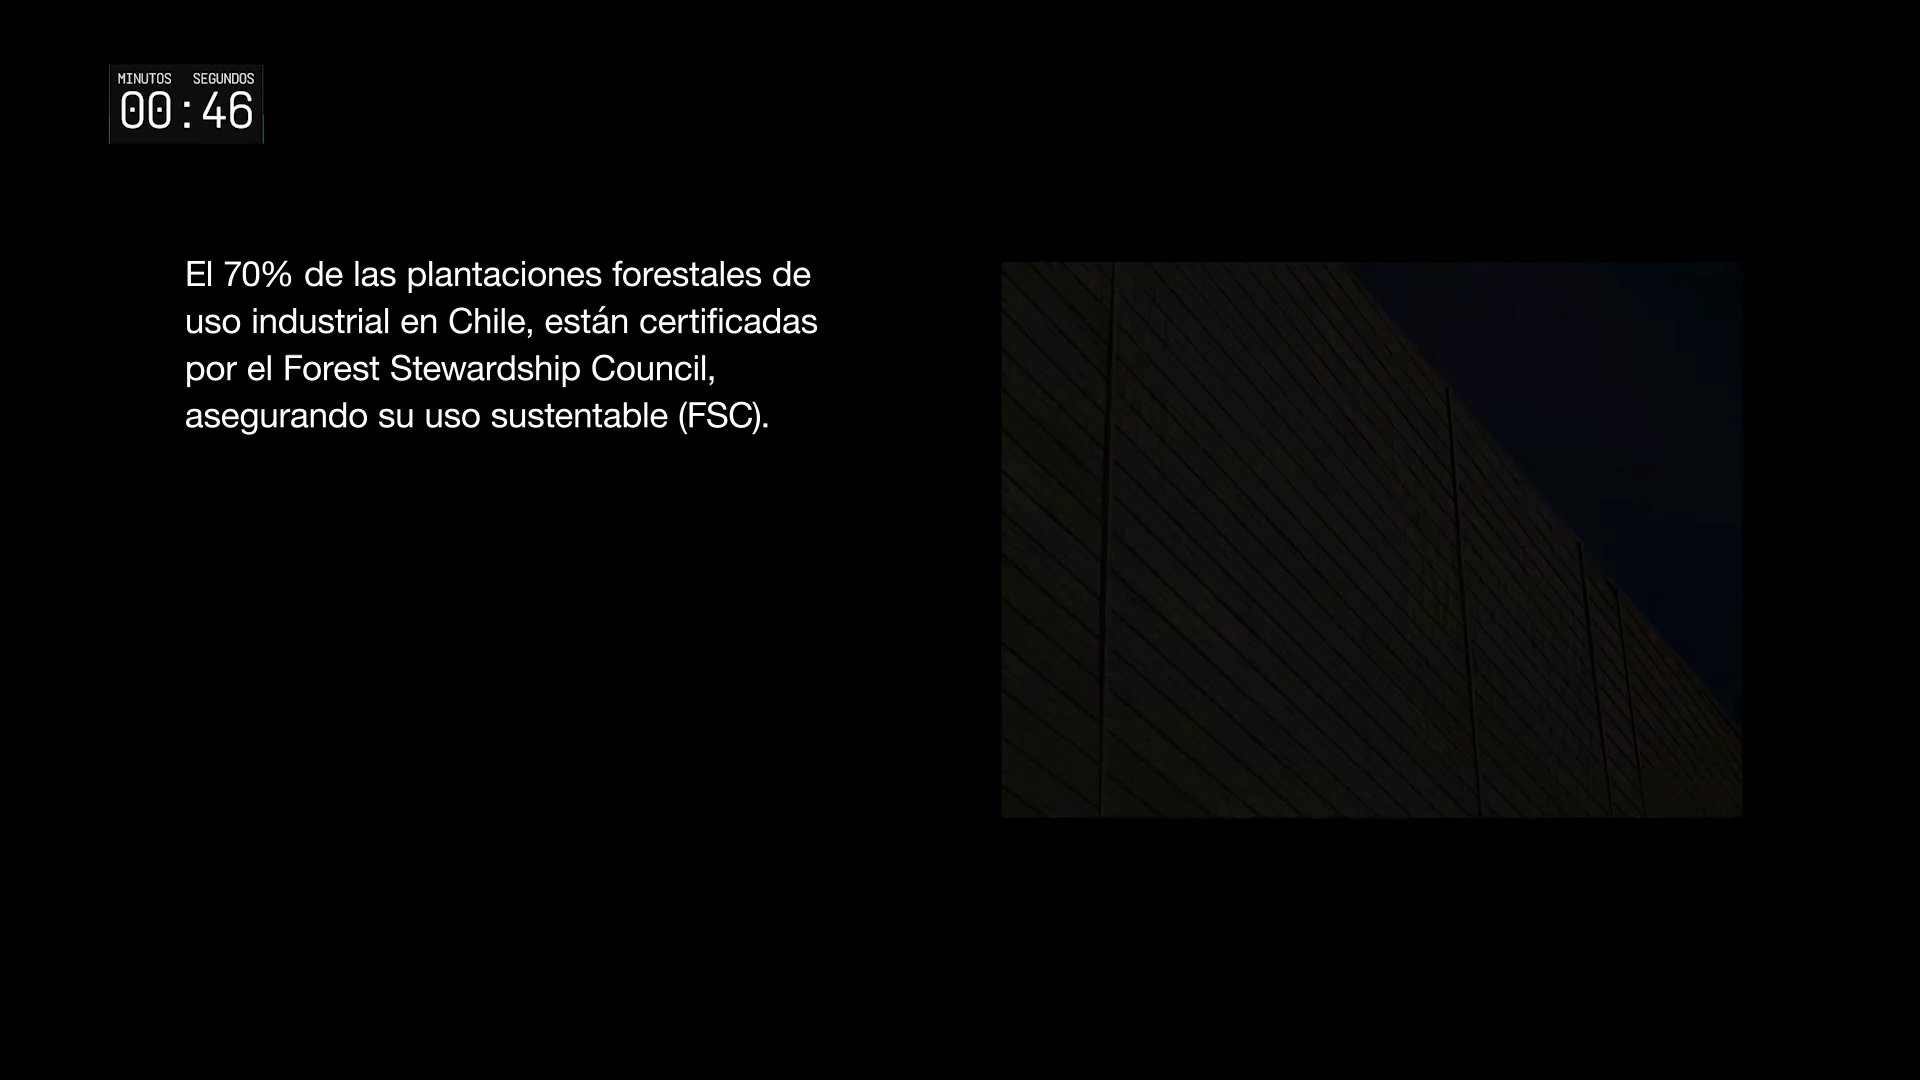 MINUTOS SEGUNDOS
00:46
El 70% de las plantaciones forestales de
uso industrial en Chile, están certificadas
por el Forest Stewardship Council,
asegurando su uso sustentable (FSC).